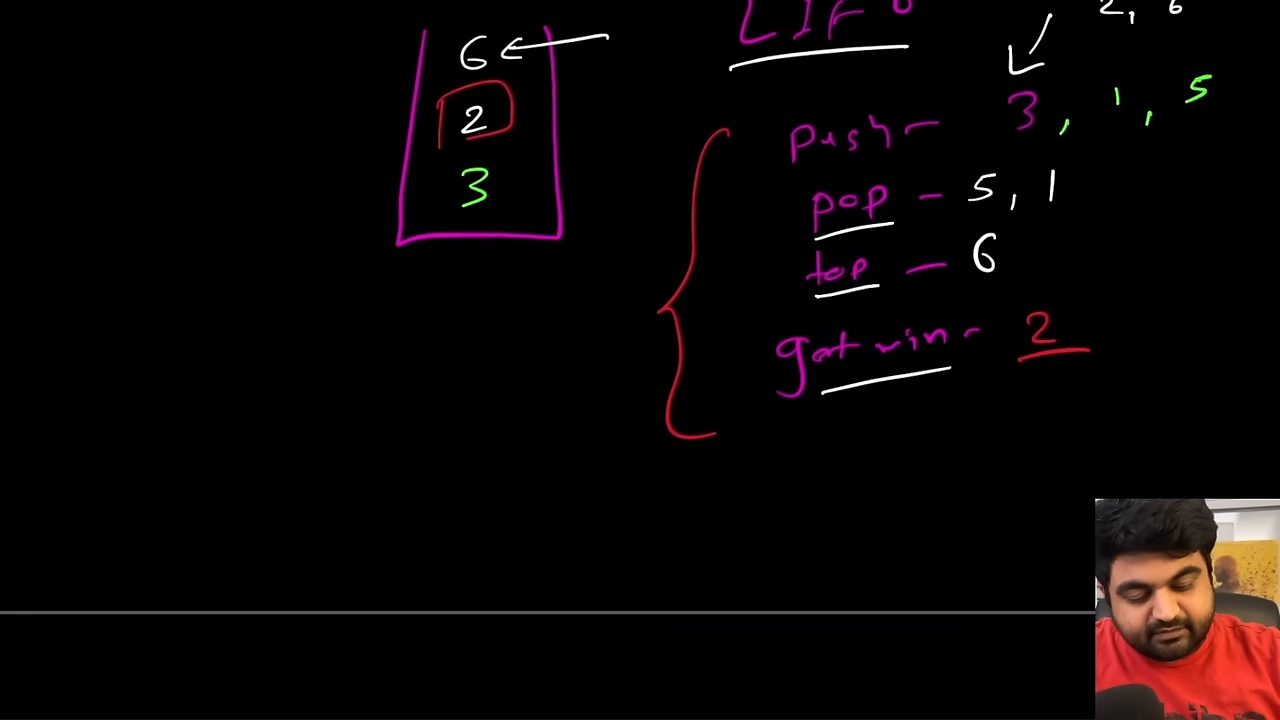 LIFO
2, 6
6
2
3
push - 3, 1, 5
pop - 5, 1
top - 6
getmin - 2